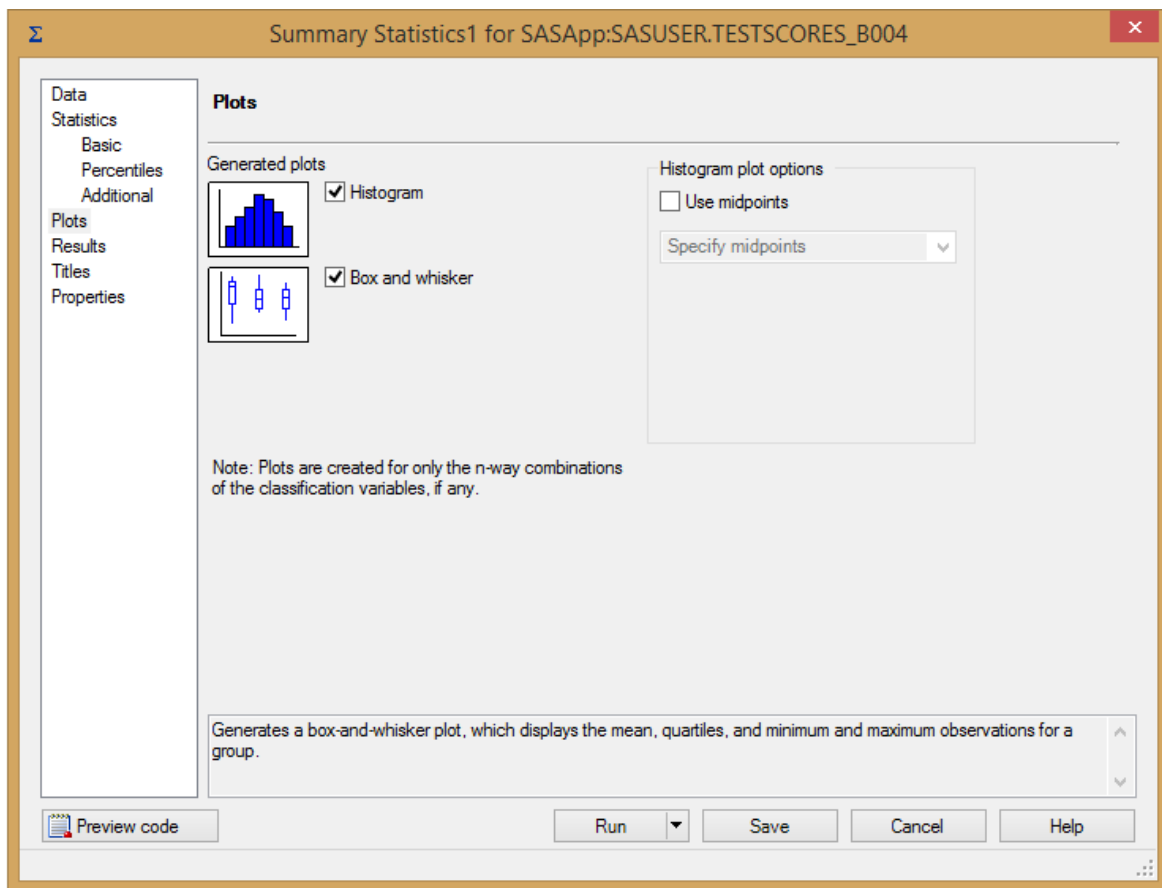 Σ
Summary Statistics1 for SASApp:SASUSER.TESTSCORES_B004
Data
Statistics
Basic
Percentiles
Additional
Plots
Results
Titles
Properties
Plots
Generated plots
Histogram
Box and whisker
Histogram plot options
Use midpoints
Specify midpoints
Note: Plots are created for only the n-way combinations
of the classification variables, if any.
Generates a box-and-whisker plot, which displays the mean, quartiles, and minimum and maximum observations for a
group.
Preview code
Run
Save
Cancel
Help